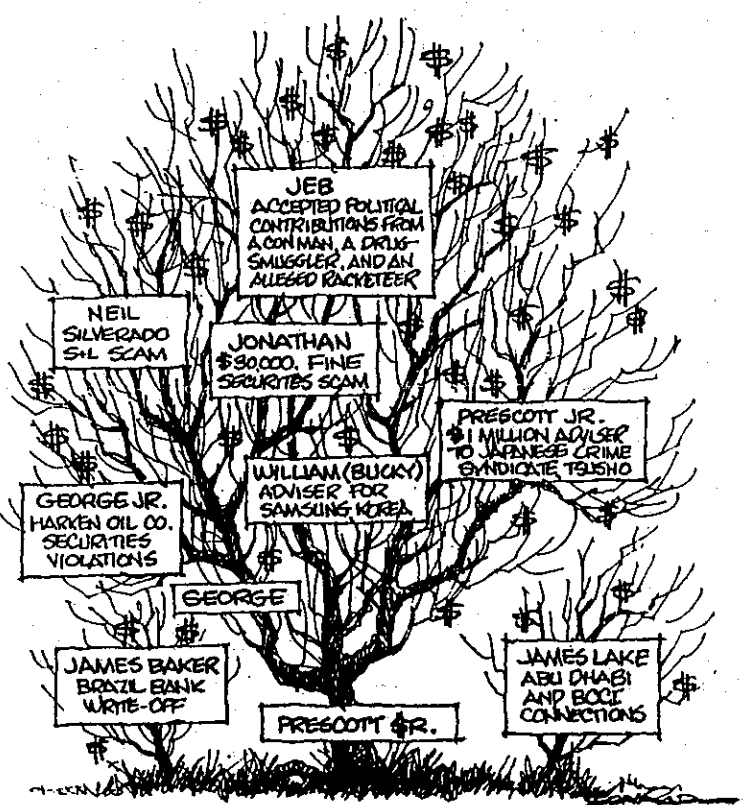 JEB
ACCEPTED POLITICAL
CONTRIBUTIONS FROM
A CON MAN, A DRUG-
SMUGGLER, AND AN
ALLEGED RACKETEER
NEIL
SILVERADO
S&L SCAM
JONATHAN
$30,000. FINE
SECURITES SCAM
PRESCOTT JR.
$1 MILLION ADVISER
TO JAPANESE CRIME
SYNDICATE, TSUSHO
WILLIAM (BUCKY)
ADVISER FOR
SAMSUNG KOREA
GEORGE JR.
HARKEN OIL CO.
SECURITIES
VIOLATIONS
GEORGE
JAMES BAKER
BRAZIL BANK
WRITE-OFF
JAMES LAKE
ABU DHABI
AND BCCI
CONNECTIONS
PRESCOTT $R.